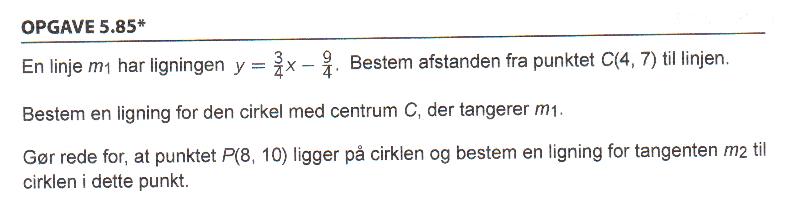 OPGAVE 5.85*
En linje m₁ har ligningen y = 3/4 x − 9/4. Bestem afstanden fra punktet C(4, 7) til linjen.
Bestem en ligning for den cirkel med centrum C, der tangerer m₁.
Gør rede for, at punktet P(8, 10) ligger på cirklen og bestem en ligning for tangenten m₂ til
cirklen i dette punkt.